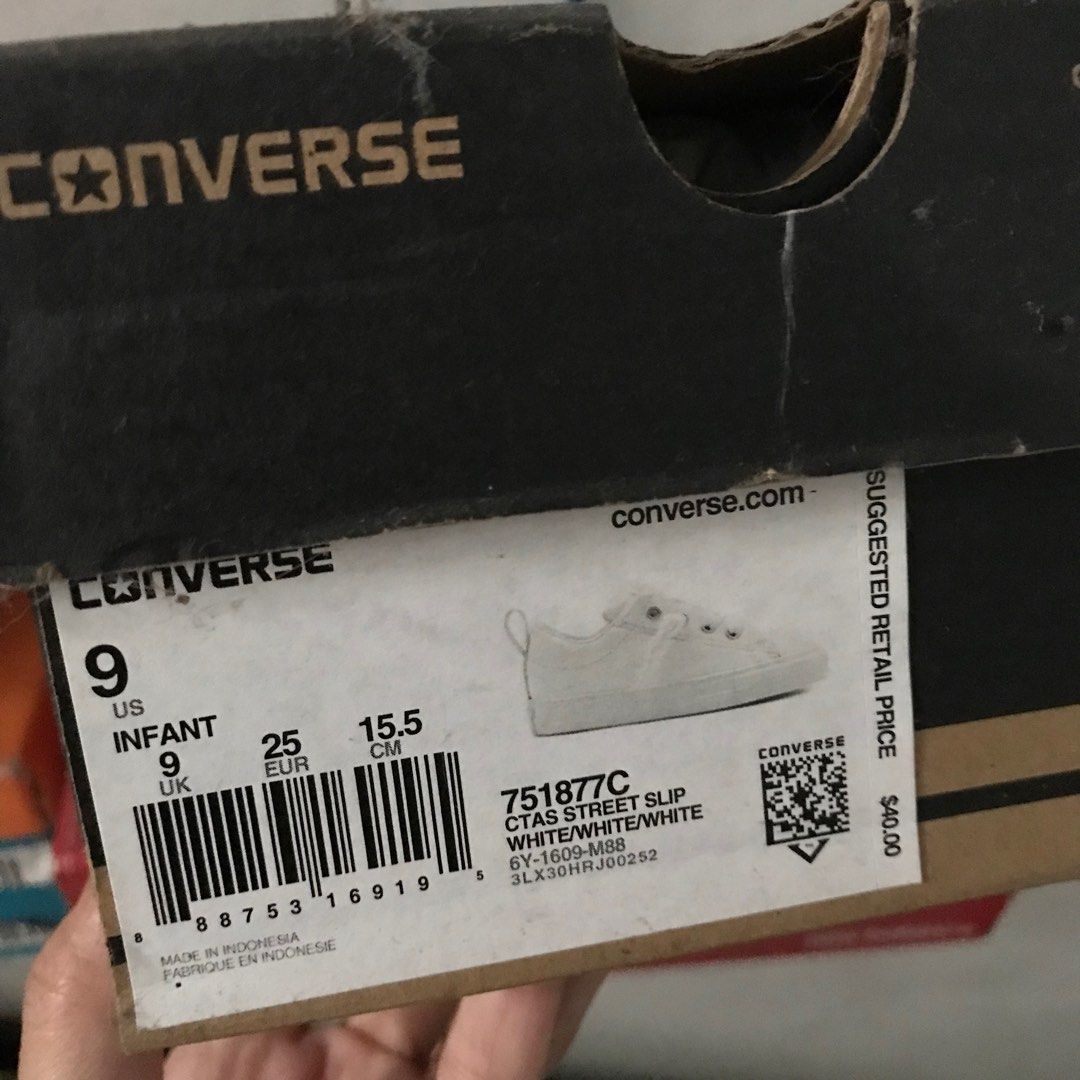 CONVERSE
CONVERSE
converse.com
9
US
INFANT
9 25 15.5
UK EUR CM
8 88753 16919 5
MADE IN INDONESIA
FABRIQUE EN INDONESIE
751877C
CTAS STREET SLIP
WHITE/WHITE/WHITE
6Y-1609-M88
3LX30HRJ00252
CONVERSE
SUGGESTED RETAIL PRICE $40.00